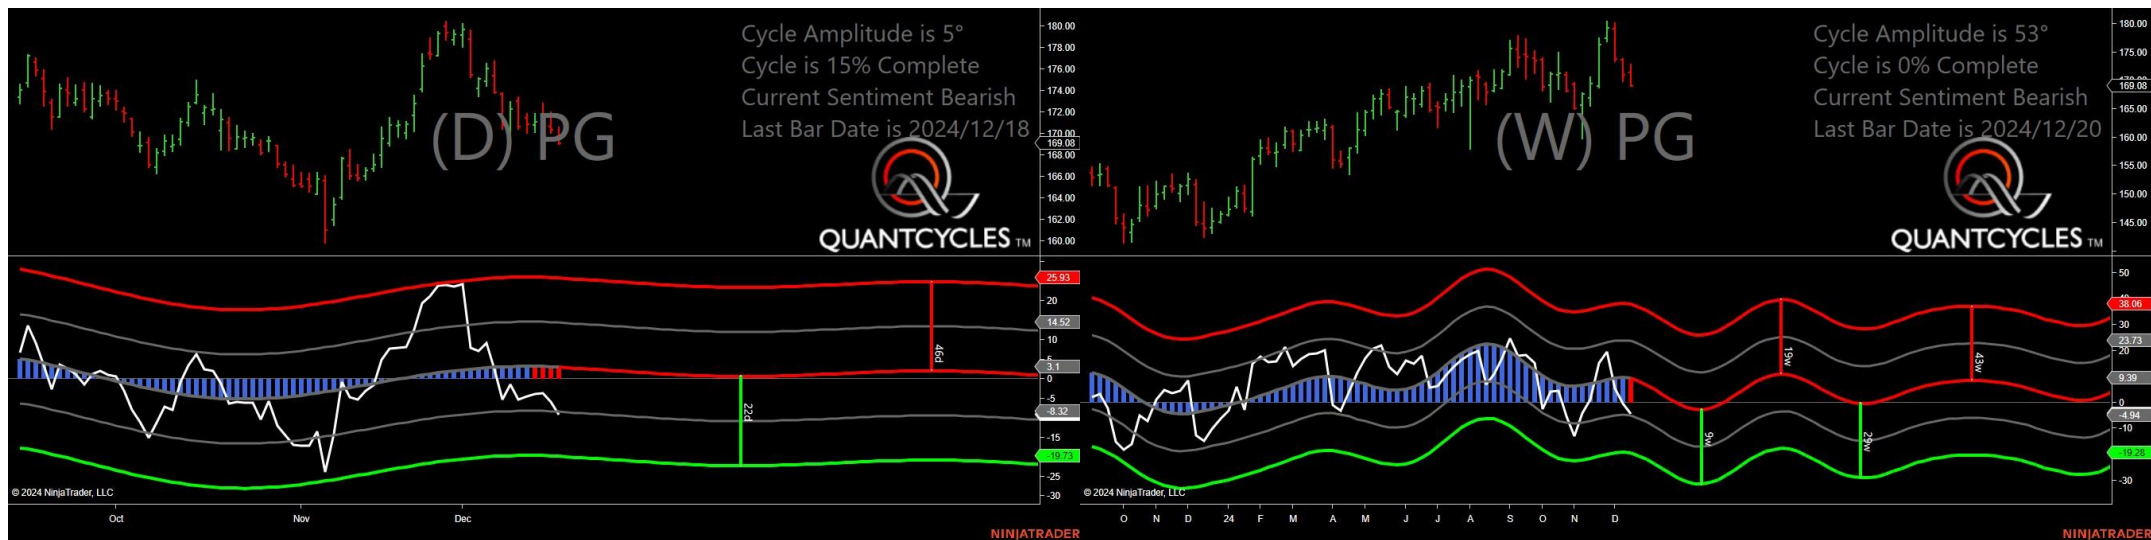 Cycle Amplitude is 5°
Cycle is 15% Complete
Current Sentiment Bearish
Last Bar Date is 2024/12/18
(D) PG
QUANTCYCLES TM
180.00
178.00
176.00
174.00
172.00
170.00
169.08
168.00
166.00
164.00
162.00
160.00
25.93
20
14.52
10
5
3.1
0
-5
-8.32
-15
-19.73
-25
-30
46d
22d
© 2024 NinjaTrader, LLC
Oct Nov Dec
NINJATRADER
Cycle Amplitude is 53°
Cycle is 0% Complete
Current Sentiment Bearish
Last Bar Date is 2024/12/20
(W) PG
QUANTCYCLES TM
180.00
175.00
169.08
165.00
160.00
155.00
150.00
145.00
50
38.06
30
23.73
20
9.39
0
-4.94
-10
-19.28
-30
19w
43w
9w
29w
© 2024 NinjaTrader, LLC
O N D 24 F M A M J J A S O N D
NINJATRADER